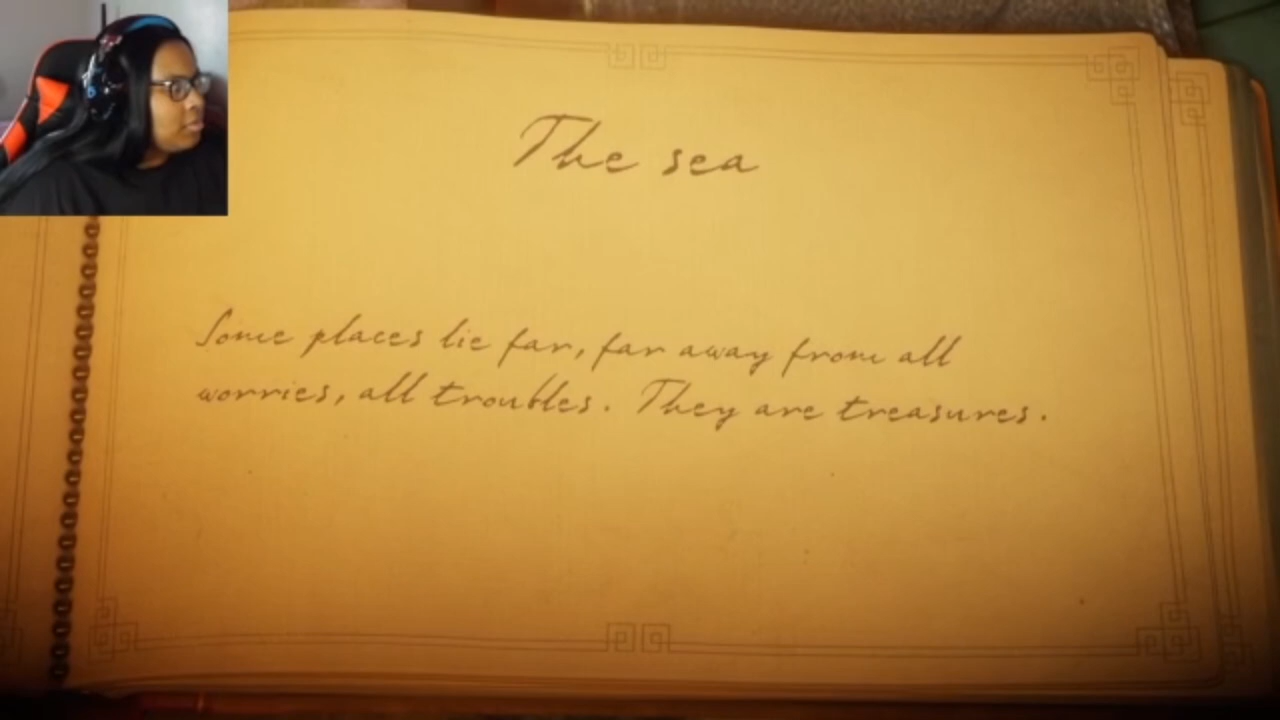 The sea
Some places lie far, far away from all
worries, all troubles. They are treasures.